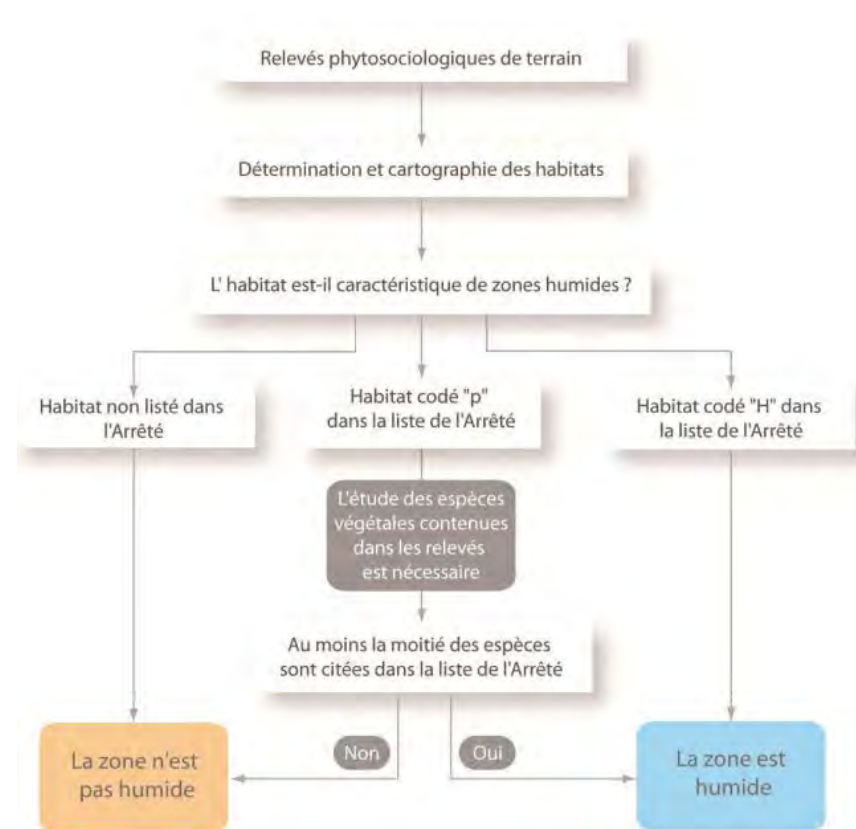 Relevés phytosociologiques de terrain
Détermination et cartographie des habitats
L' habitat est-il caractéristique de zones humides ?
Habitat non listé dans
l'Arrêté
Habitat codé "p"
dans la liste de l'Arrêté
Habitat codé "H" dans
la liste de l'Arrêté
L'étude des espèces
végétales contenues
dans les relevés
est nécessaire
Au moins la moitié des espèces
sont citées dans la liste de l'Arrêté
Non
Oui
La zone n'est
pas humide
La zone est
humide